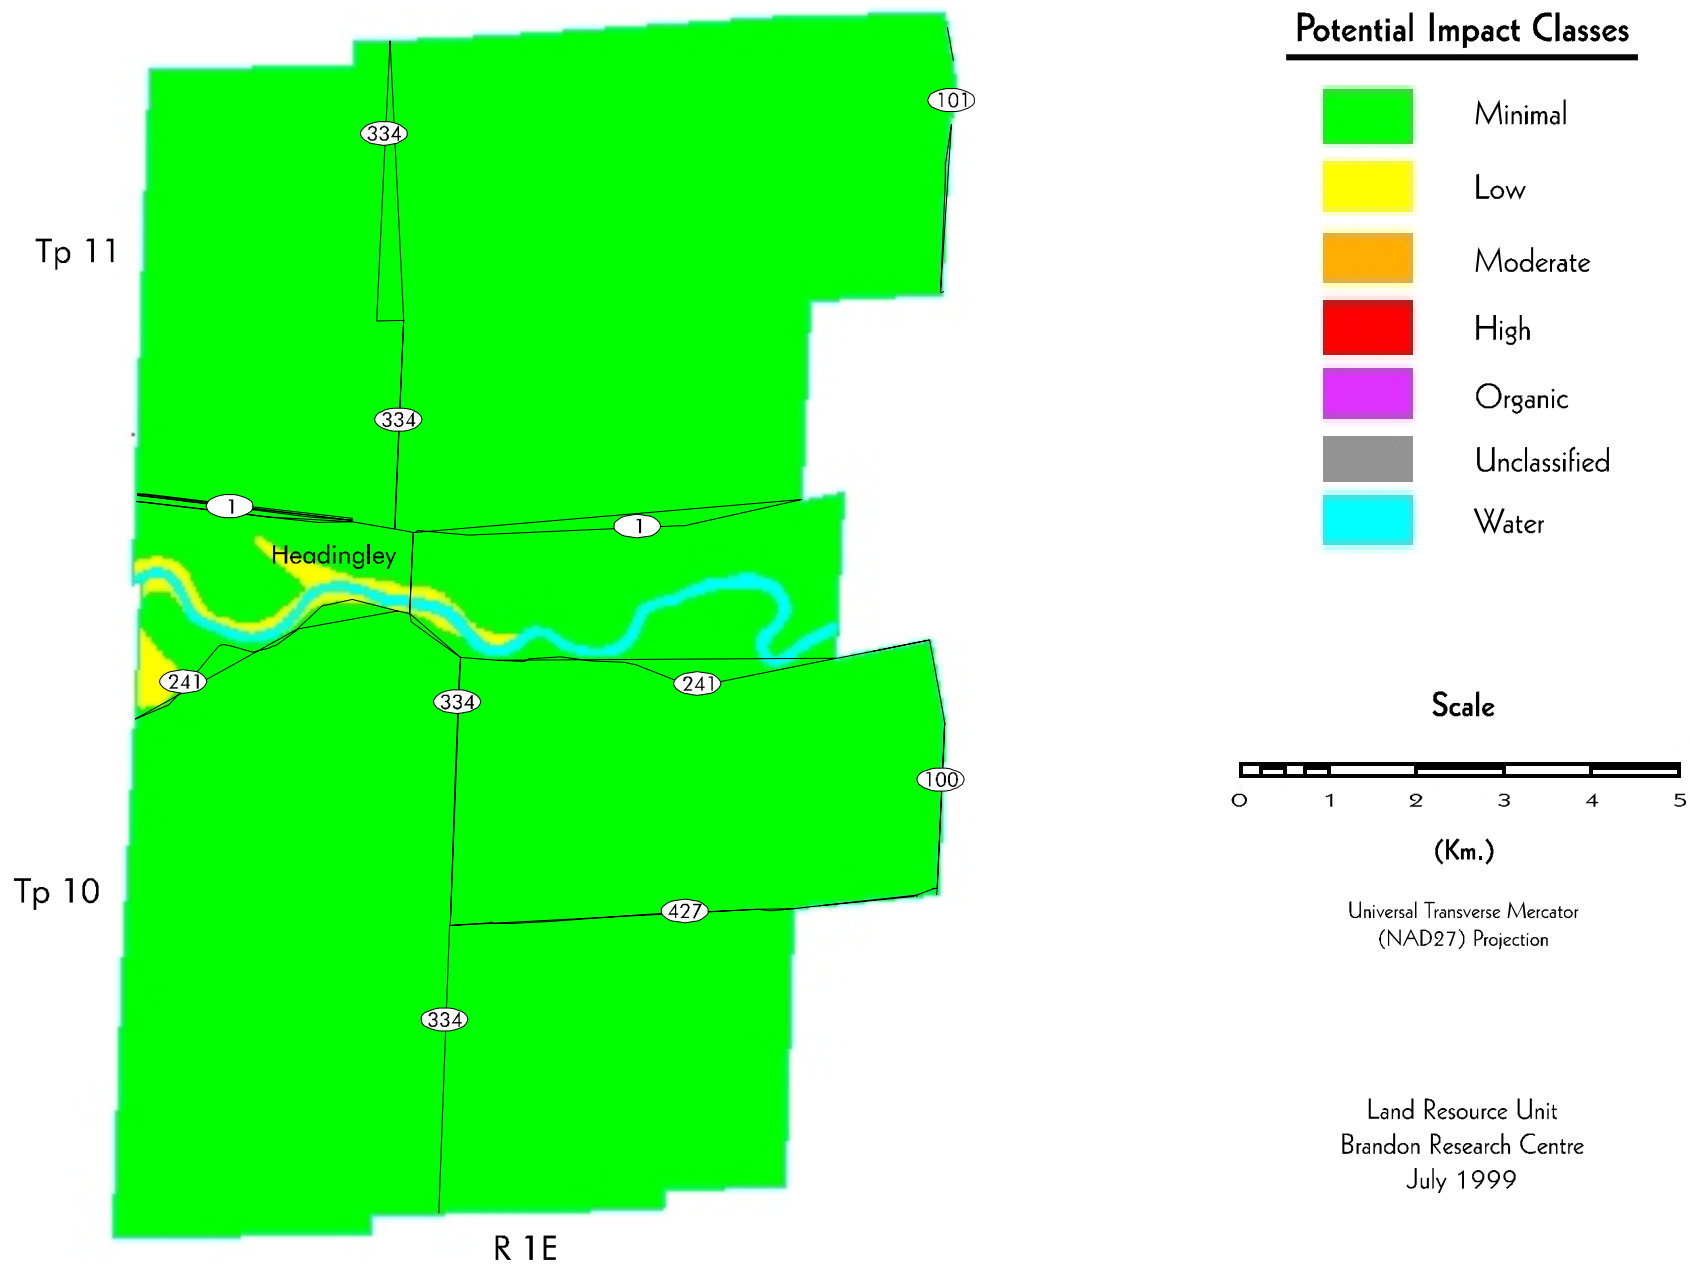 Potential Impact Classes
Minimal
Low
Moderate
High
Organic
Unclassified
Water
101
334
Tp 11
334
1
1
Headingley
241
241
334
100
Tp 10
427
334
R 1E
Scale
0 1 2 3 4 5
(Km.)
Universal Transverse Mercator
(NAD27) Projection
Land Resource Unit
Brandon Research Centre
July 1999